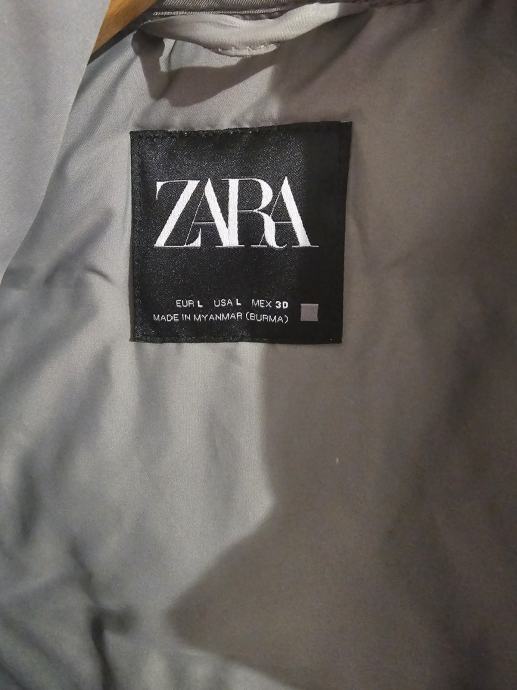 ZARA
EUR L USA L MEX 30
MADE IN MYANMAR (BURMA)